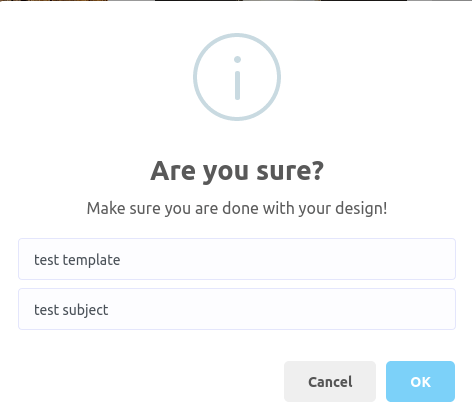 Are you sure?
Make sure you are done with your design!
test template
test subject
Cancel OK